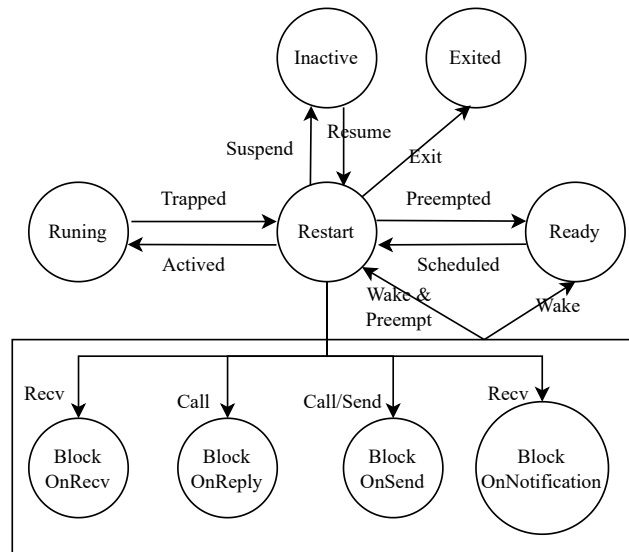 Inactive
Exited
Suspend
Resume
Exit
Trapped
Preempted
Runing
Restart
Ready
Actived
Scheduled
Wake &
Preempt
Wake
Recv
Call
Call/Send
Recv
Block
OnRecv
Block
OnReply
Block
OnSend
Block
OnNotification